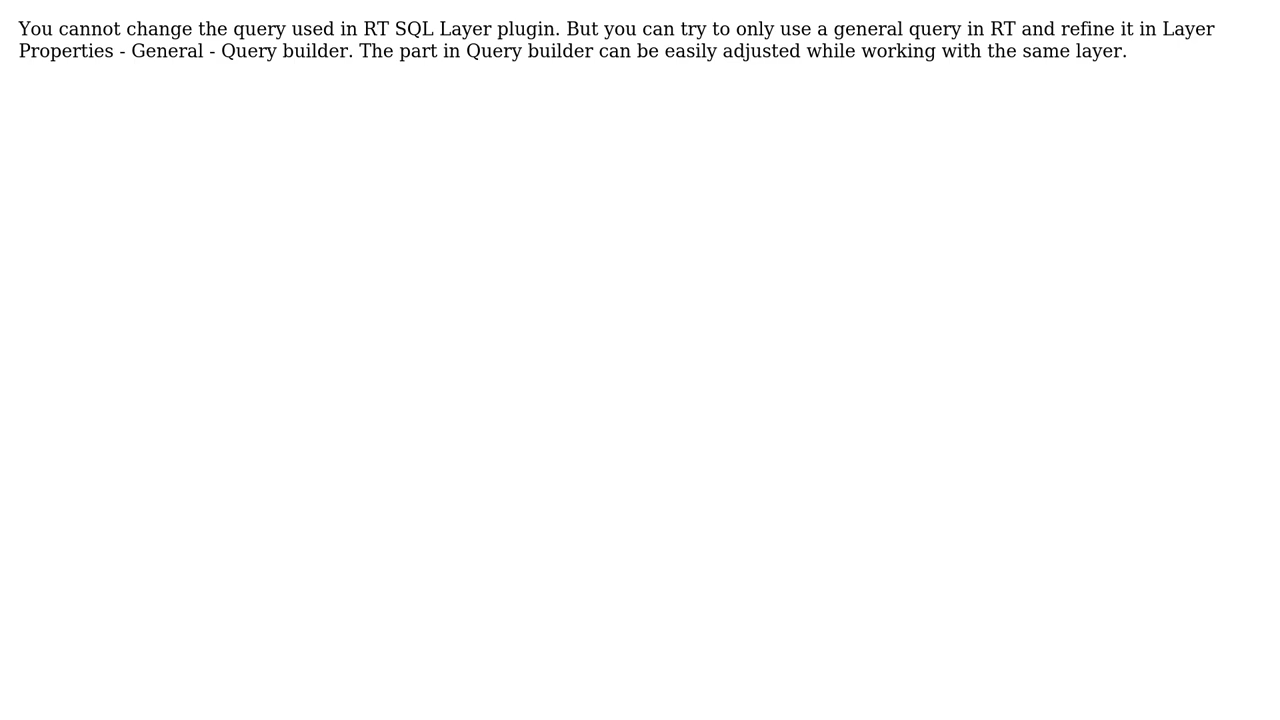 You cannot change the query used in RT SQL Layer plugin. But you can try to only use a general query in RT and refine it in Layer
Properties - General - Query builder. The part in Query builder can be easily adjusted while working with the same layer.